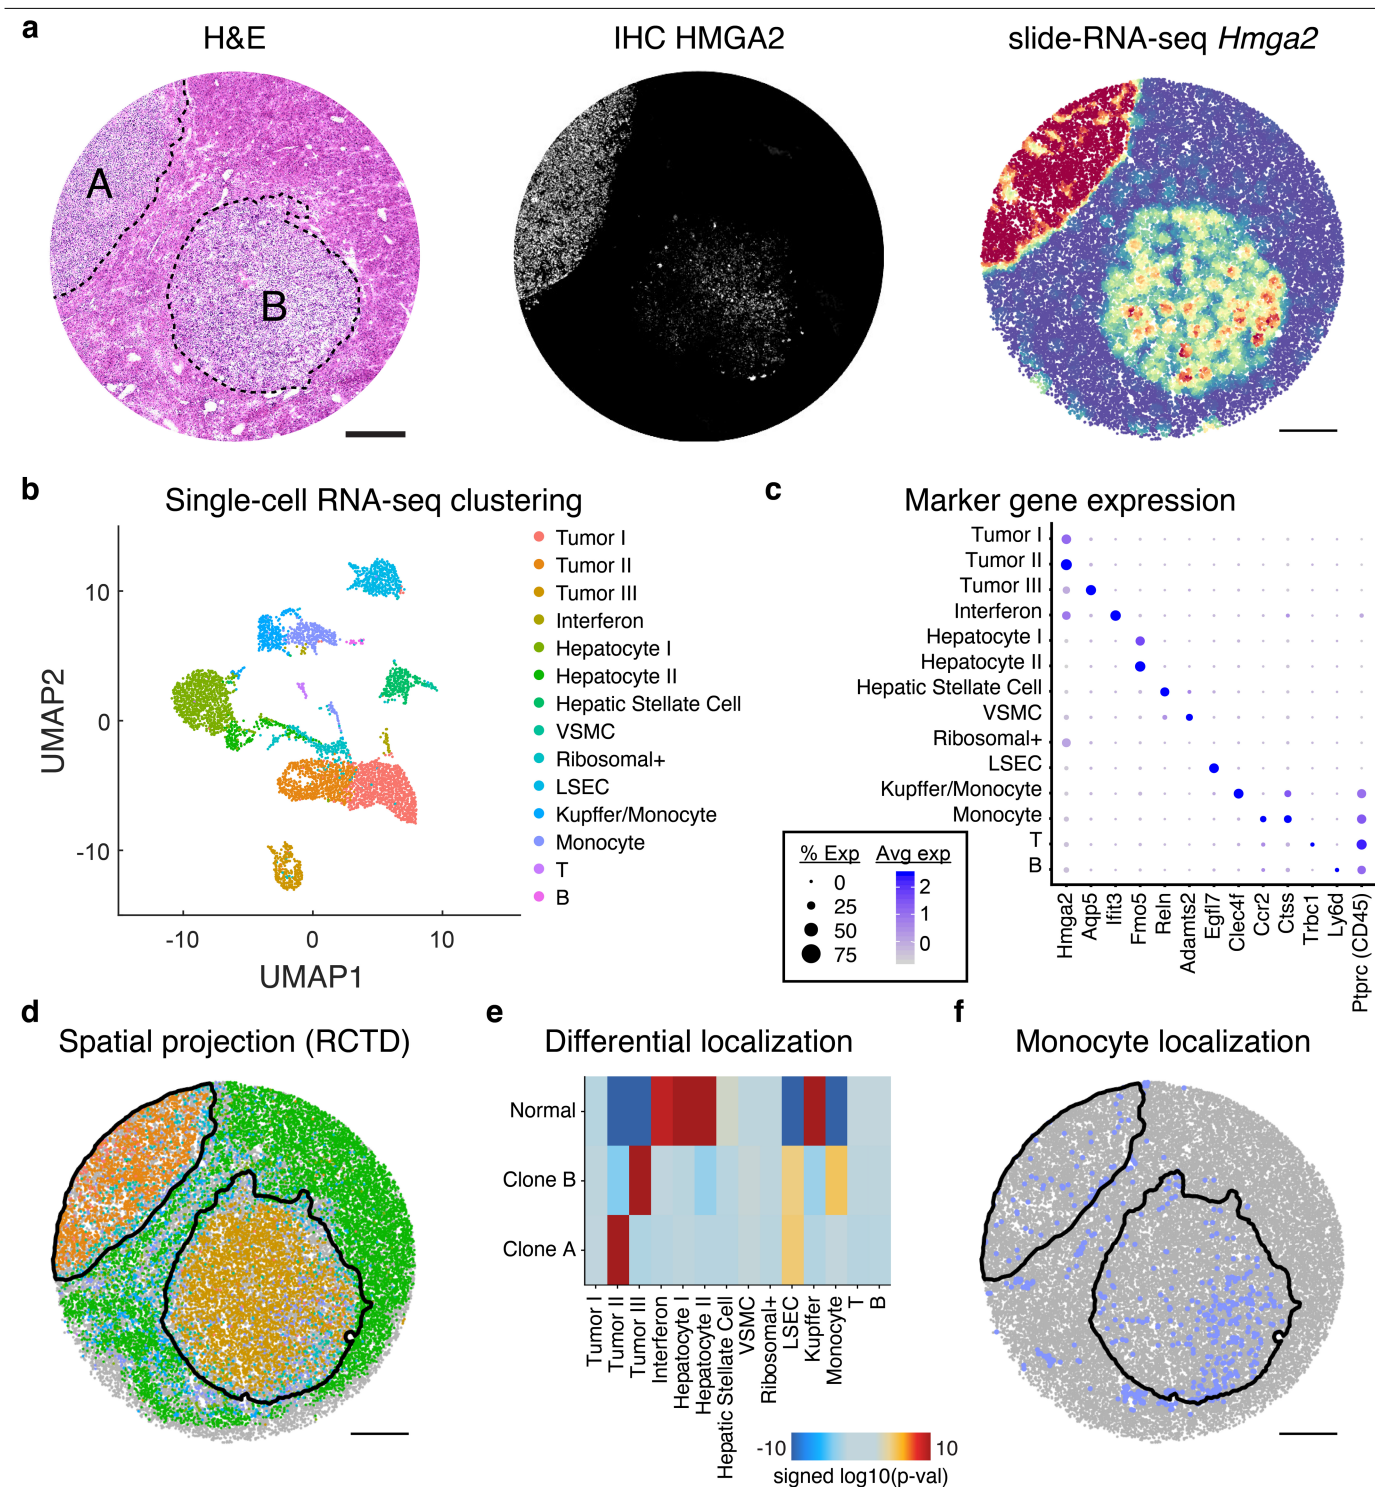 a
H&E
IHC HMGA2
slide-RNA-seq Hmga2
A
B
b
Single-cell RNA-seq clustering
UMAP2
10
0
-10
-10
0
10
UMAP1
Tumor I
Tumor II
Tumor III
Interferon
Hepatocyte I
Hepatocyte II
Hepatic Stellate Cell
VSMC
Ribosomal+
LSEC
Kupffer/Monocyte
Monocyte
T
B
c
Marker gene expression
Tumor I
Tumor II
Tumor III
Interferon
Hepatocyte I
Hepatocyte II
Hepatic Stellate Cell
VSMC
Ribosomal+
LSEC
Kupffer/Monocyte
Monocyte
T
B
% Exp
Avg exp
0
25
50
75
2
1
0
Hmga2
Aqp5
Ifit3
Fmo5
Reln
Adamts2
Egfl7
Clec4f
Ccr2
Ctss
Trbc1
Ly6d
Ptprc (CD45)
d
Spatial projection (RCTD)
e
Differential localization
Normal
Clone B
Clone A
Tumor I
Tumor II
Tumor III
Interferon
Hepatocyte I
Hepatocyte II
Hepatic Stellate Cell
VSMC
Ribosomal+
LSEC
Kupffer
Monocyte
T
B
-10
10
signed log10(p-val)
f
Monocyte localization